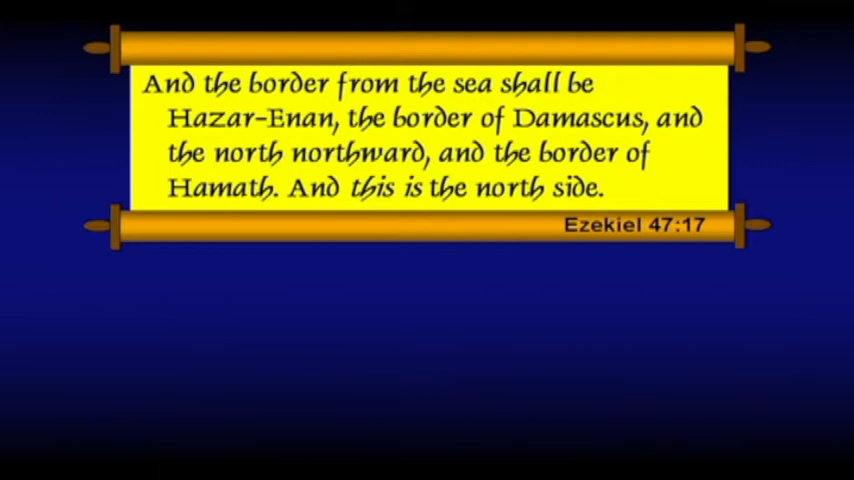 And the border from the sea shall be
Hazar-Enan, the border of Damascus, and
the north northward, and the border of
Hamath. And this is the north side.
Ezekiel 47:17